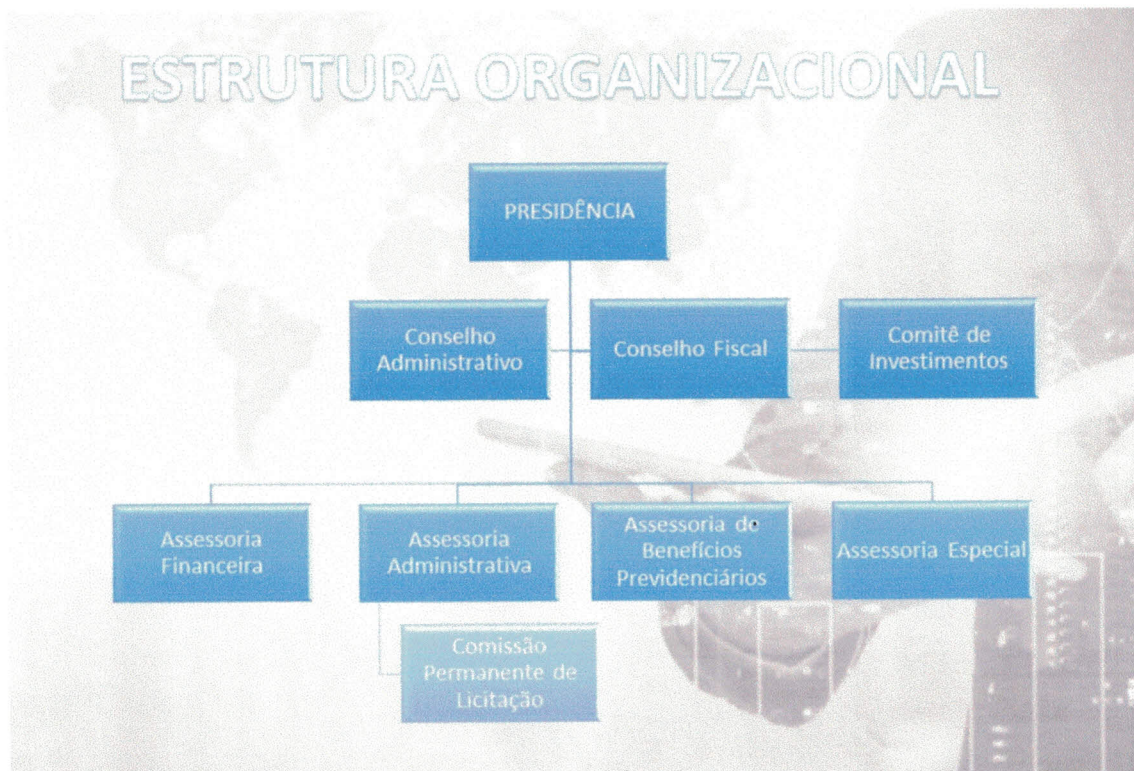 ESTRUTURA ORGANIZACIONAL
PRESIDÊNCIA
Conselho
Administrativo
Conselho Fiscal
Comitê de
Investimentos
Assessoria
Financeira
Assessoria
Administrativa
Assessoria de
Benefícios
Previdenciários
Assessoria Especial
Comissão
Permanente de
Licitação